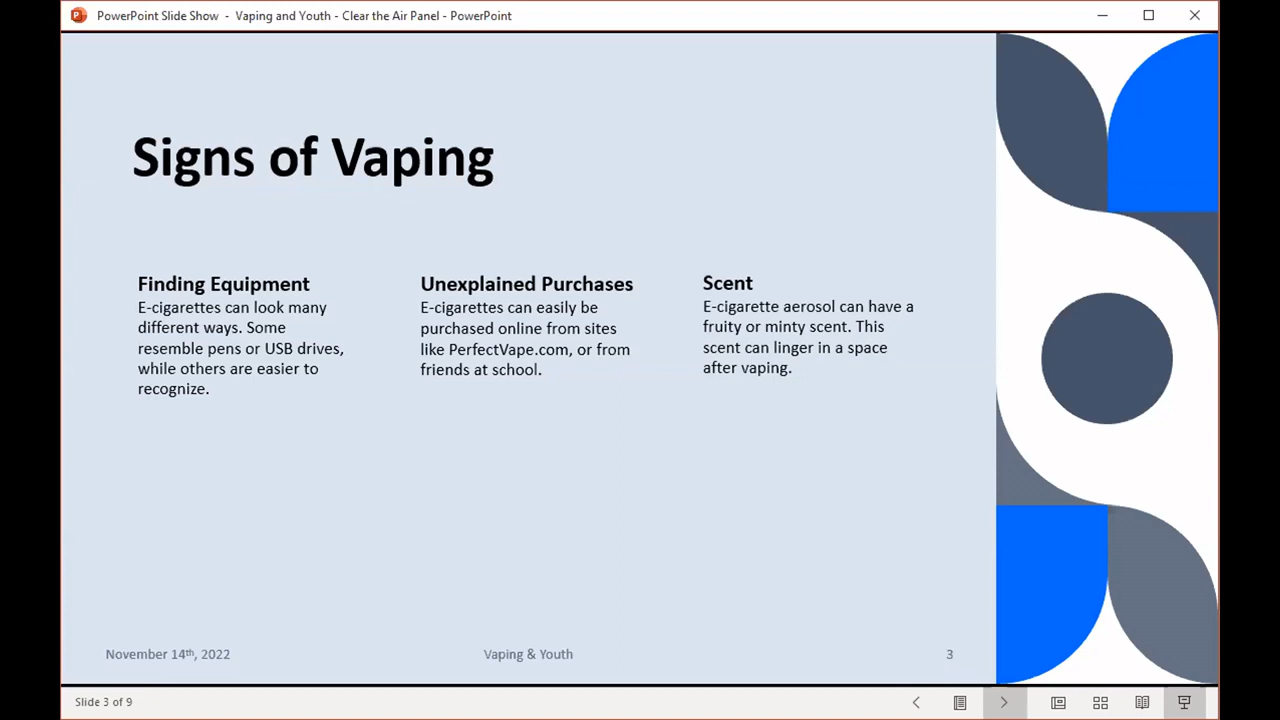 PowerPoint Slide Show - Vaping and Youth - Clear the Air Panel - PowerPoint
Signs of Vaping
Finding Equipment
E-cigarettes can look many
different ways. Some
resemble pens or USB drives,
while others are easier to
recognize.
Unexplained Purchases
E-cigarettes can easily be
purchased online from sites
like PerfectVape.com, or from
friends at school.
Scent
E-cigarette aerosol can have a
fruity or minty scent. This
scent can linger in a space
after vaping.
November 14th, 2022
Vaping & Youth
3
Slide 3 of 9